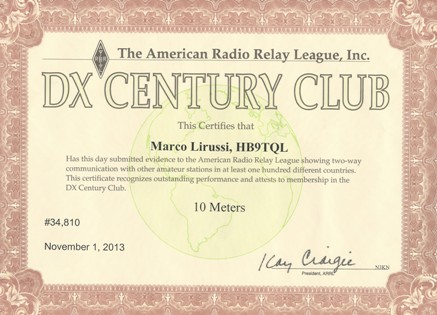 The American Radio Relay League, Inc.
DX CENTURY CLUB
This Certifies that
Marco Lirussi, HB9TQL
Has this day submitted evidence to the American Radio Relay League showing two-way
communication with other amateur stations in at least one hundred different countries.
This certificate recognizes outstanding performance and attests to membership in the
DX Century Club.
10 Meters
#34,810
November 1, 2013
Kay Craigie
N3KN
President, ARRL